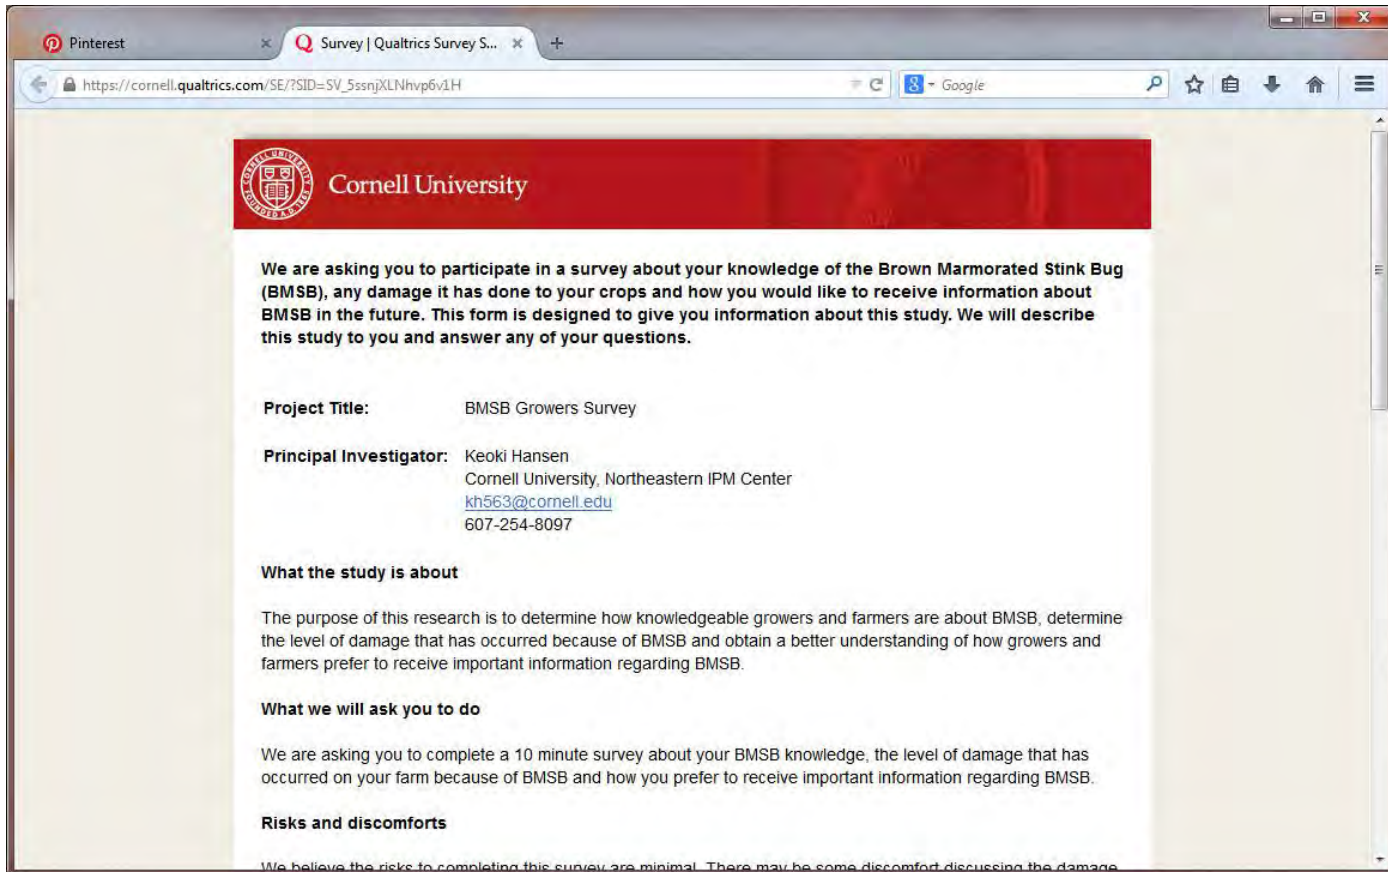 Pinterest
Survey | Qualtrics Survey S...
https://cornell.qualtrics.com/SE/?SID=SV_5ssnjXLNhvp6v1H
Google
Cornell University
We are asking you to participate in a survey about your knowledge of the Brown Marmorated Stink Bug
(BMSB), any damage it has done to your crops and how you would like to receive information about
BMSB in the future. This form is designed to give you information about this study. We will describe
this study to you and answer any of your questions.
Project Title: BMSB Growers Survey
Principal Investigator: Keoki Hansen
Cornell University, Northeastern IPM Center
kh563@cornell.edu
607-254-8097
What the study is about
The purpose of this research is to determine how knowledgeable growers and farmers are about BMSB, determine
the level of damage that has occurred because of BMSB and obtain a better understanding of how growers and
farmers prefer to receive important information regarding BMSB.
What we will ask you to do
We are asking you to complete a 10 minute survey about your BMSB knowledge, the level of damage that has
occurred on your farm because of BMSB and how you prefer to receive important information regarding BMSB.
Risks and discomforts
We believe the risks to completing this survey are minimal. There may be some discomfort discussing the damage